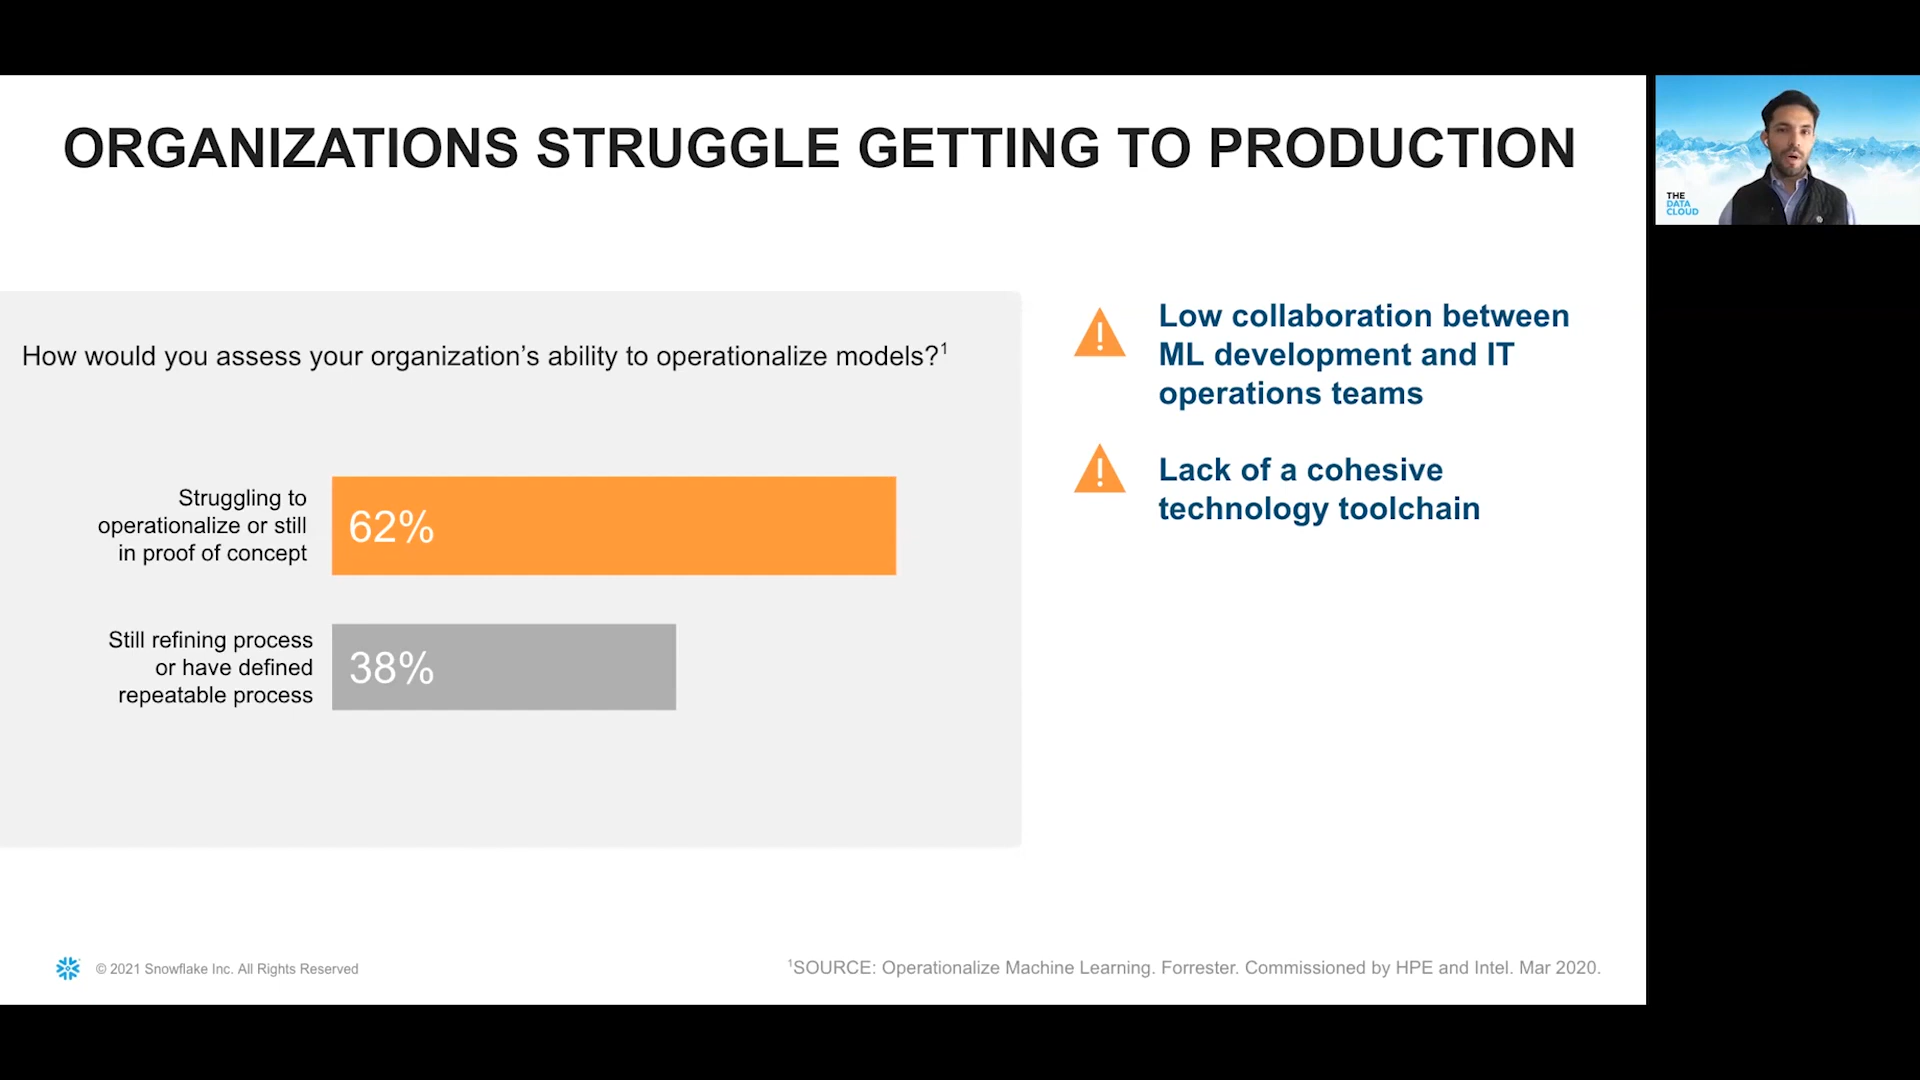 ORGANIZATIONS STRUGGLE GETTING TO PRODUCTION
How would you assess your organization’s ability to operationalize models?¹
Struggling to
operationalize or still
in proof of concept
62%
Still refining process
or have defined
repeatable process
38%
Low collaboration between
ML development and IT
operations teams
Lack of a cohesive
technology toolchain
© 2021 Snowflake Inc. All Rights Reserved
¹SOURCE: Operationalize Machine Learning. Forrester. Commissioned by HPE and Intel. Mar 2020.
THE
DATA
CLOUD